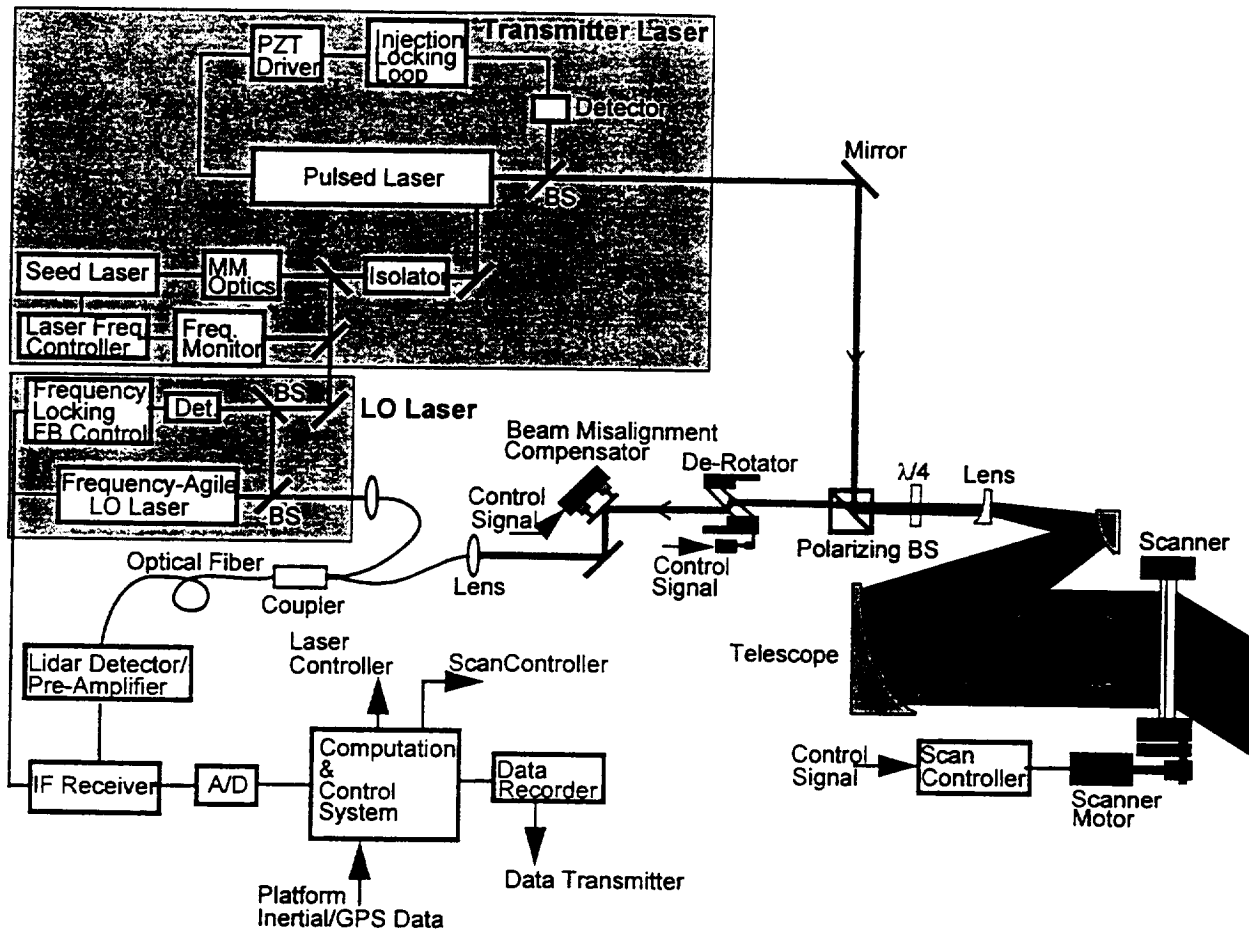 Transmitter Laser
PZT
Driver
Injection
Locking
Loop
Detector
Pulsed Laser
BS
Mirror
Seed Laser
MM
Optics
Isolator
Laser Freq
Controller
Freq.
Monitor
Frequency
Locking
FB Control
Det.
BS
LO Laser
Frequency-Agile
LO Laser
BS
Beam Misalignment
Compensator
Control
Signal
De-Rotator
Control
Signal
λ/4
Lens
Polarizing BS
Scanner
Optical Fiber
Coupler
Lens
Telescope
Lidar Detector/
Pre-Amplifier
Laser
Controller
ScanController
IF Receiver
A/D
Computation
&
Control
System
Data
Recorder
Control
Signal
Scan
Controller
Scanner
Motor
Data Transmitter
Platform
Inertial/GPS Data